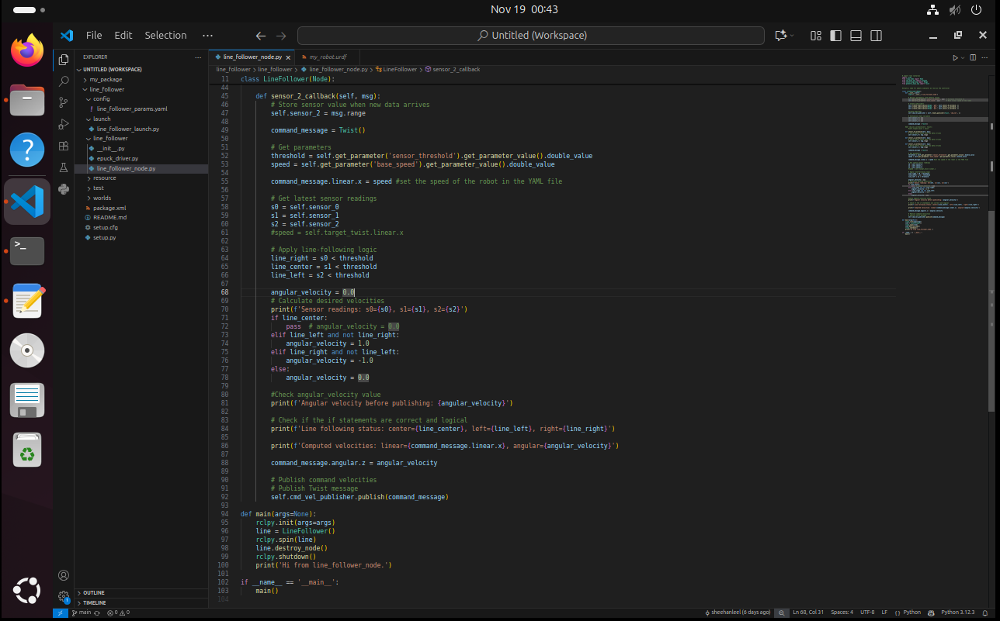 Nov 19 00:43
File Edit Selection ···
Untitled (Workspace)
EXPLORER ···
UNTITLED (WORKSPACE)
my_package
line_follower
config
! line_follower_params.yaml
launch
line_follower_launch.py
line_follower
__init__.py
epuck_driver.py
line_follower_node.py
resource
test
worlds
package.xml
README.md
setup.cfg
setup.py
OUTLINE
TIMELINE
line_follower_node.py ×
my_robot.urdf
line_follower > line_follower > line_follower_node.py > LineFollower > sensor_2_callback
11 class LineFollower(Node):
44
45 def sensor_2_callback(self, msg):
46 # Store sensor value when new data arrives
47 self.sensor_2 = msg.range
48
49 command_message = Twist()
50
51 # Get parameters
52 threshold = self.get_parameter('sensor_threshold').get_parameter_value().double_value
53 speed = self.get_parameter('base_speed').get_parameter_value().double_value
54
55 command_message.linear.x = speed #set the speed of the robot in the YAML file
56
57 # Get latest sensor readings
58 s0 = self.sensor_0
59 s1 = self.sensor_1
60 s2 = self.sensor_2
61 #speed = self.target_twist.linear.x
62
63 # Apply line-following logic
64 line_right = s0 < threshold
65 line_center = s1 < threshold
66 line_left = s2 < threshold
67
68 angular_velocity = 0.0
69 # Calculate desired velocities
70 print(f'Sensor readings: s0={s0}, s1={s1}, s2={s2}')
71 if line_center:
72 pass # angular_velocity = 0.0
73 elif line_left and not line_right:
74 angular_velocity = 1.0
75 elif line_right and not line_left:
76 angular_velocity = -1.0
77 else:
78 angular_velocity = 0.0
79
80 #Check angular_velocity value
81 print(f'Angular velocity before publishing: {angular_velocity}')
82
83 # Check if the if statements are correct and logical
84 print(f'Line following status: center={line_center}, left={line_left}, right={line_right}')
85
86 print(f'Computed velocities: linear={command_message.linear.x}, angular={angular_velocity}')
87
88 command_message.angular.z = angular_velocity
89
90 # Publish command velocities
91 # Publish Twist message
92 self.cmd_vel_publisher.publish(command_message)
93
94 def main(args=None):
95 rclpy.init(args=args)
96 line = LineFollower()
97 rclpy.spin(line)
98 line.destroy_node()
99 rclpy.shutdown()
100 print('Hi from line_follower_node.')
101
102 if __name__ == '__main__':
103 main()
104
main 0 0 sheehanleel (6 days ago) Ln 68, Col 31 Spaces: 4 UTF-8 LF {} Python Python 3.12.3